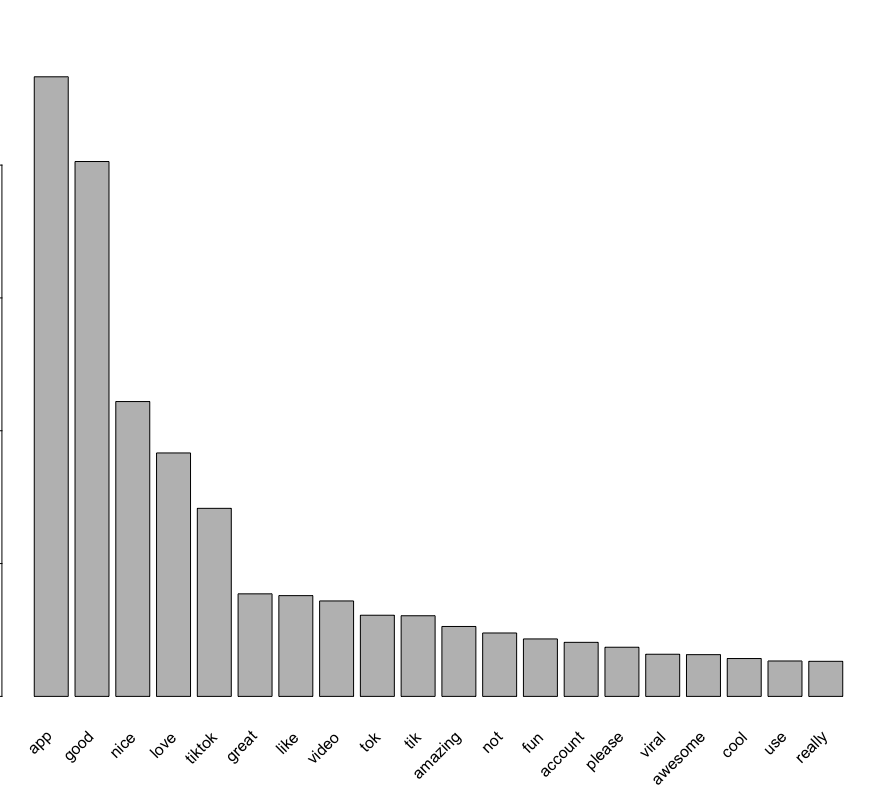 app
good
nice
love
tiktok
great
like
video
tok
tik
amazing
not
fun
account
please
viral
awesome
cool
use
really